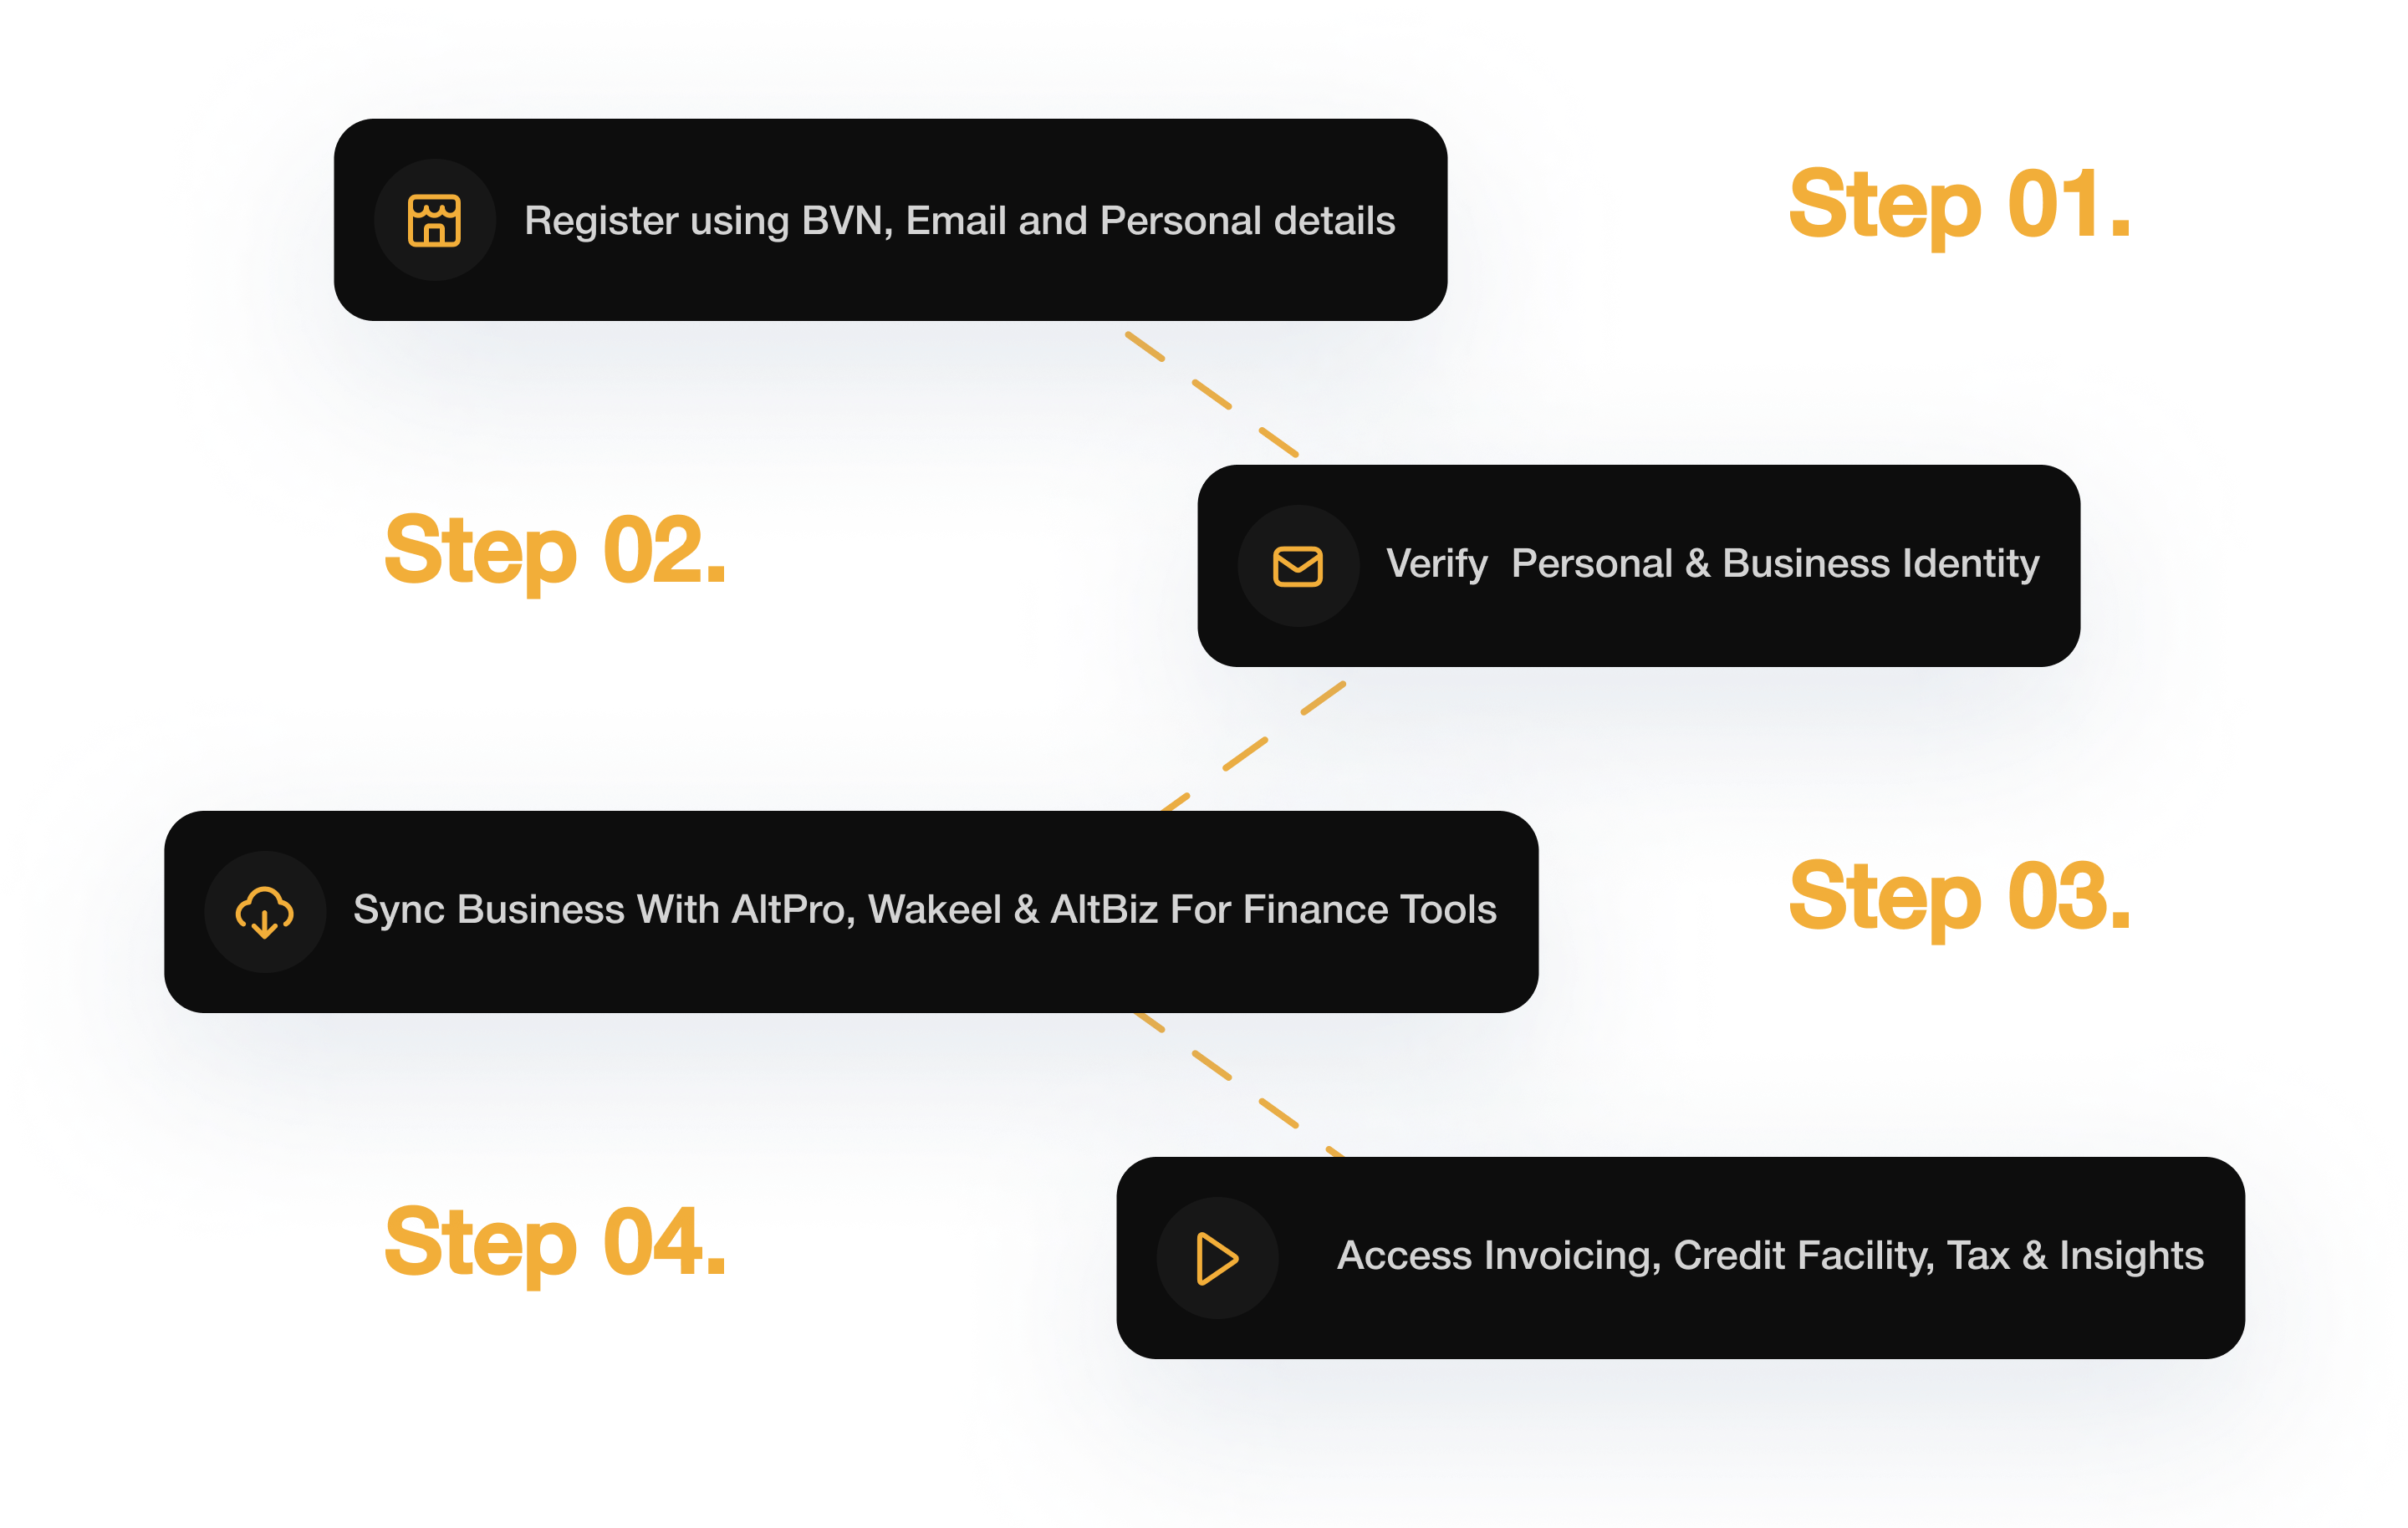 Register using BVN, Email and Personal details
Step 01.
Step 02.
Verify  Personal & Business Identity
Sync Business With AltPro, Wakeel & AltBiz For Finance Tools
Step 03.
Step 04.
Access Invoicing, Credit Facility, Tax & Insights